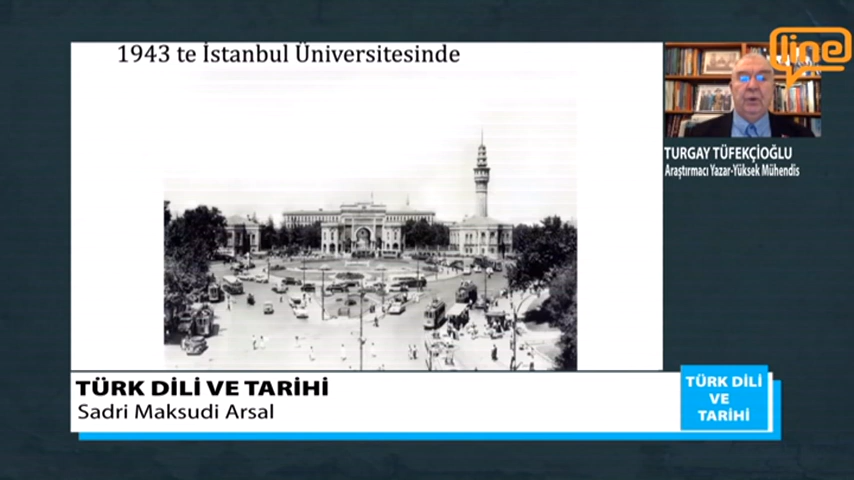 1943 te İstanbul Üniversitesinde
line
TURGAY TÜFEKÇİOĞLU
Araştırmacı Yazar-Yüksek Mühendis
TÜRK DİLİ VE TARİHİ
Sadri Maksudi Arsal
TÜRK DİLİ
VE
TARİHİ